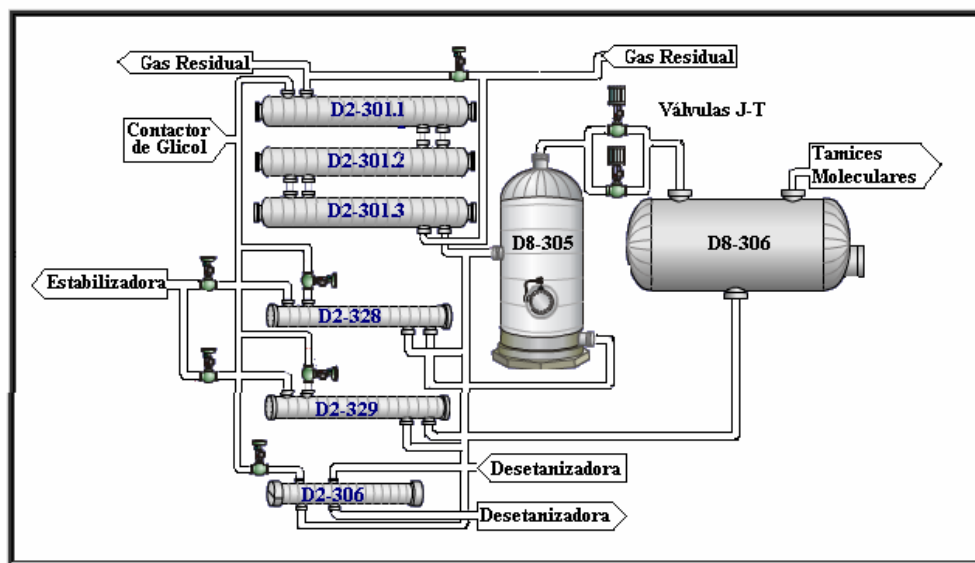 Gas Residual
Gas Residual
D2-301.1
Válvulas J-T
Contactor
de Glicol
D2-301.2
Tamices
Moleculares
D2-301.3
D8-305
D8-306
Estabilizadora
D2-328
D2-329
Desetanizadora
D2-306
Desetanizadora